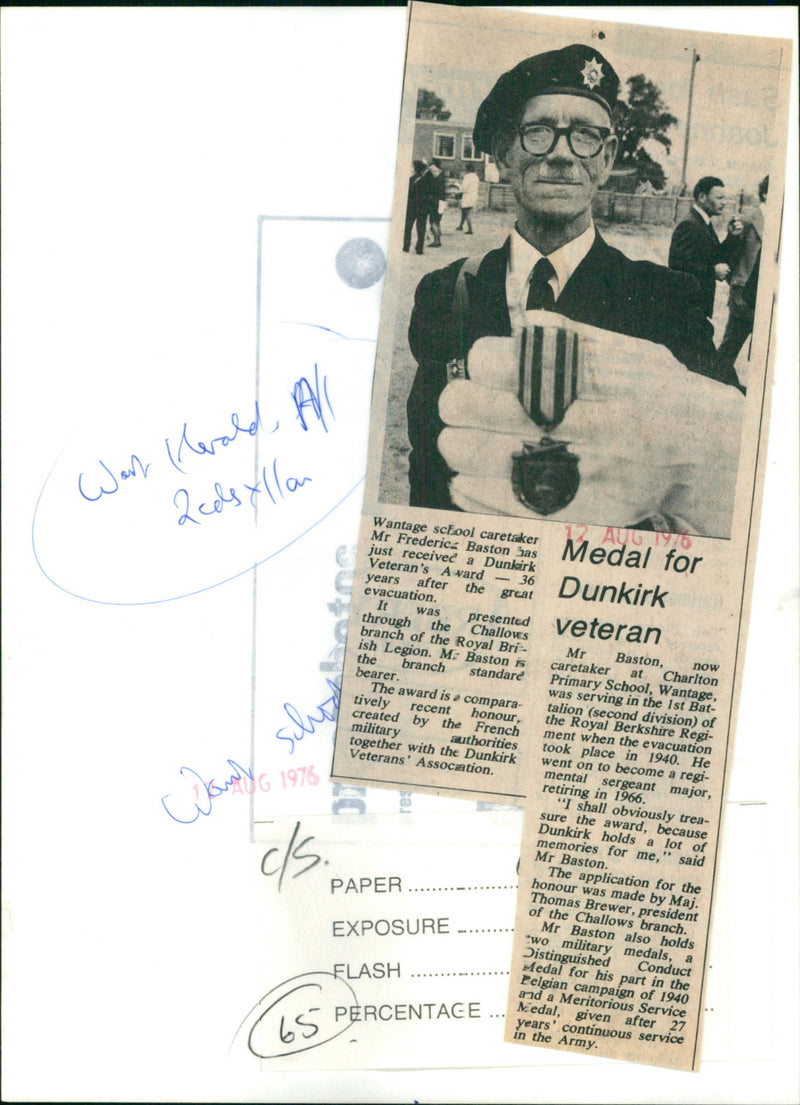 Want Herald, A/1
2cols x 11cm
Wantage school caretaker
Mr Frederick Baston has
just received a Dunkirk
Veteran's Award — 36
years after the great
evacuation.
It was presented
through the Challows
branch of the Royal Brit-
ish Legion. Mr Baston is
the branch standard
bearer.
The award is a compara-
tively recent honour,
created by the French
military authorities
together with the Dunkirk
Veterans' Association.
12 AUG 1976
Medal for
Dunkirk
veteran
Mr Baston, now
caretaker at Charlton
Primary School, Wantage,
was serving in the 1st Bat-
talion (second division) of
the Royal Berkshire Regi-
ment when the evacuation
took place in 1940. He
went on to become a regi-
mental sergeant major,
retiring in 1966.
"I shall obviously trea-
sure the award, because
Dunkirk holds a lot of
memories for me," said
Mr Baston.
The application for the
honour was made by Maj.
Thomas Brewer, president
of the Challows branch.
Mr Baston also holds
two military medals, a
Distinguished Conduct
Medal for his part in the
Belgian campaign of 1940
and a Meritorious Service
Medal, given after 27
years' continuous service
in the Army.
AUG 1976
c/s.
PAPER
EXPOSURE
FLASH
PERCENTAGE
65